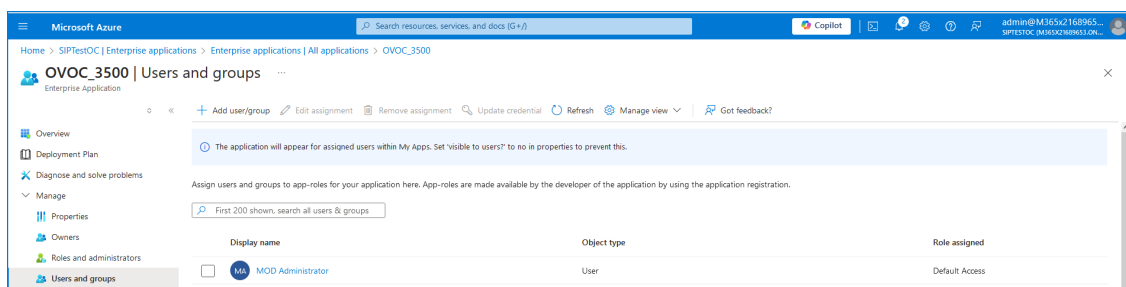 Microsoft Azure
Search resources, services, and docs (G+/)
Copilot
2
admin@M365x2168965...
SIPTESTOC (M365X21689653.ON...
Home > SIPTestOC | Enterprise applications > Enterprise applications | All applications > OVOC_3500
OVOC_3500 | Users and groups ...
Enterprise Application
Add user/group Edit assignment Remove assignment Update credential Refresh Manage view Got feedback?
Overview
The application will appear for assigned users within My Apps. Set 'visible to users?' to no in properties to prevent this.
Deployment Plan
Diagnose and solve problems
Assign users and groups to app-roles for your application here. App-roles are made available by the developer of the application by using the application registration.
Manage
Properties
First 200 shown, search all users & groups
Owners
Display name Object type Role assigned
Roles and administrators
MA MOD Administrator User Default Access
Users and groups